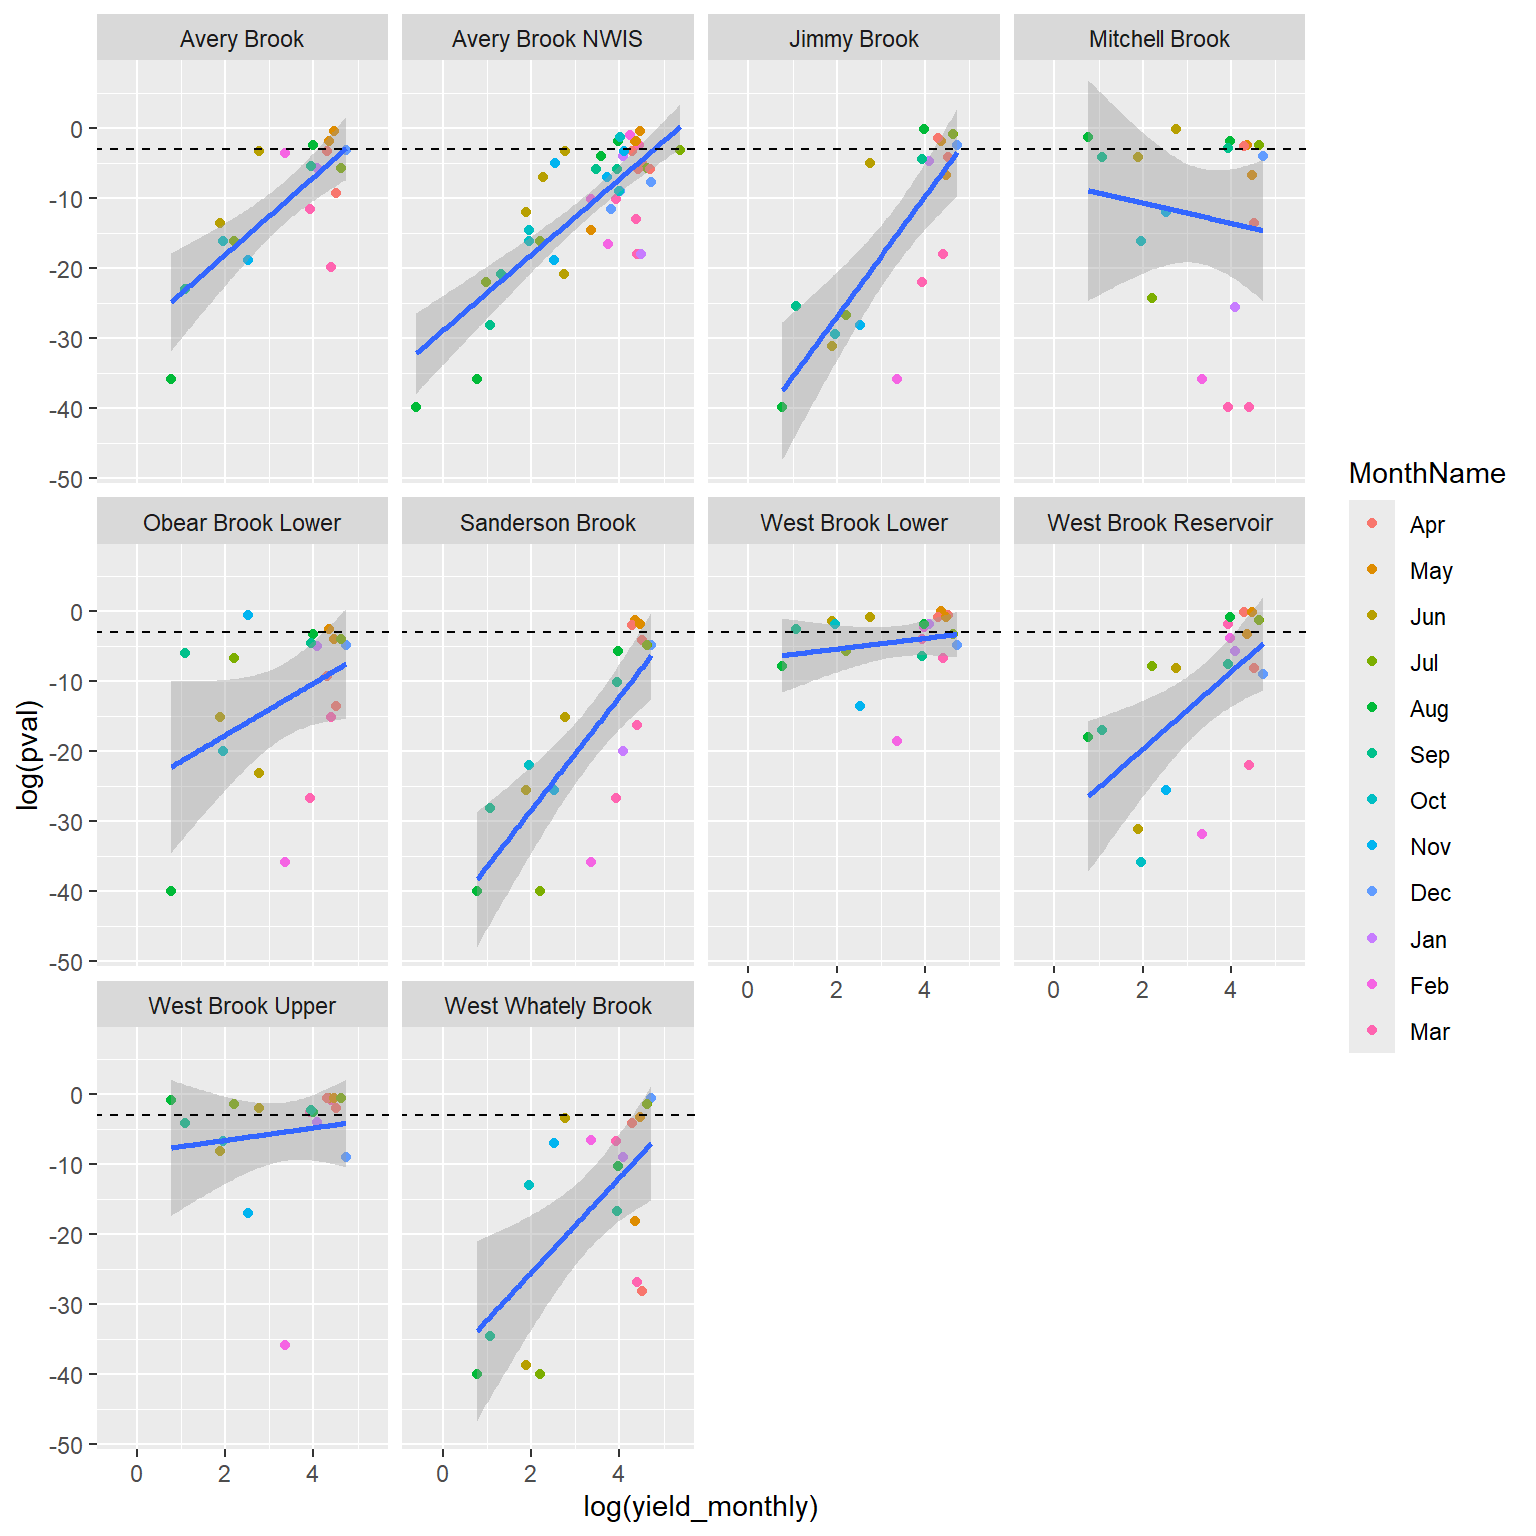 Avery Brook
Avery Brook NWIS
Jimmy Brook
Mitchell Brook
0
-10
-20
-30
-40
-50
Obear Brook Lower
Sanderson Brook
West Brook Lower
West Brook Reservoir
0
-10
-20
-30
-40
-50
0 2 4
0 2 4
West Brook Upper
West Whately Brook
0
-10
-20
-30
-40
-50
0 2 4
0 2 4
log(pval)
log(yield_monthly)
MonthName
Apr
May
Jun
Jul
Aug
Sep
Oct
Nov
Dec
Jan
Feb
Mar